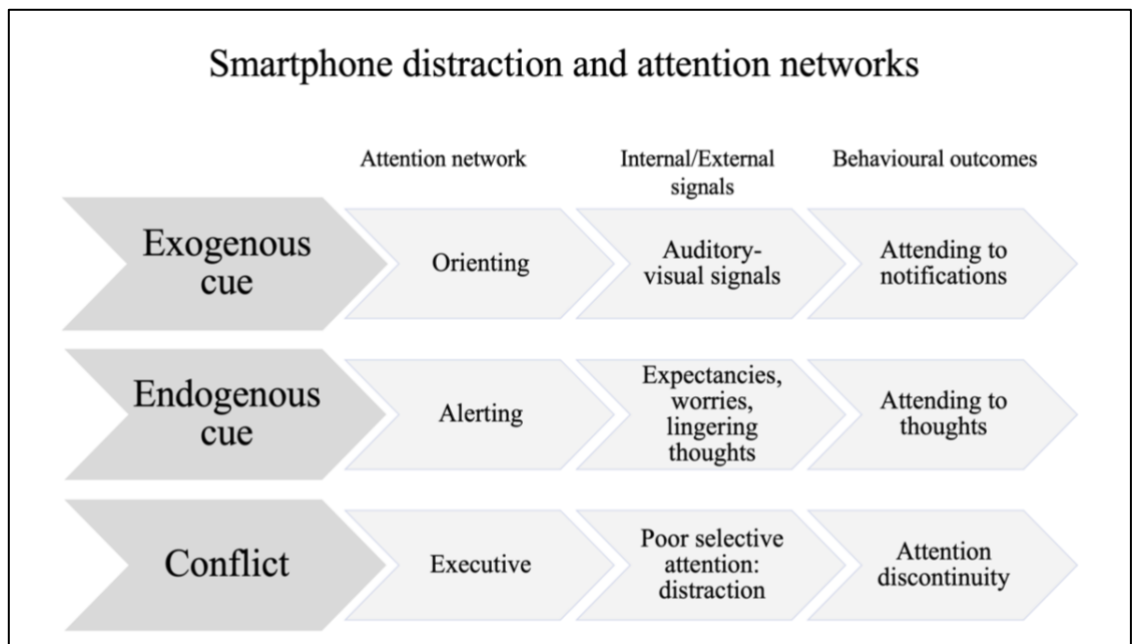 Smartphone distraction and attention networks
Attention network
Internal/External
signals
Behavioural outcomes
Exogenous
cue
Orienting
Auditory-
visual signals
Attending to
notifications
Endogenous
cue
Alerting
Expectancies,
worries,
lingering
thoughts
Attending to
thoughts
Conflict
Executive
Poor selective
attention:
distraction
Attention
discontinuity